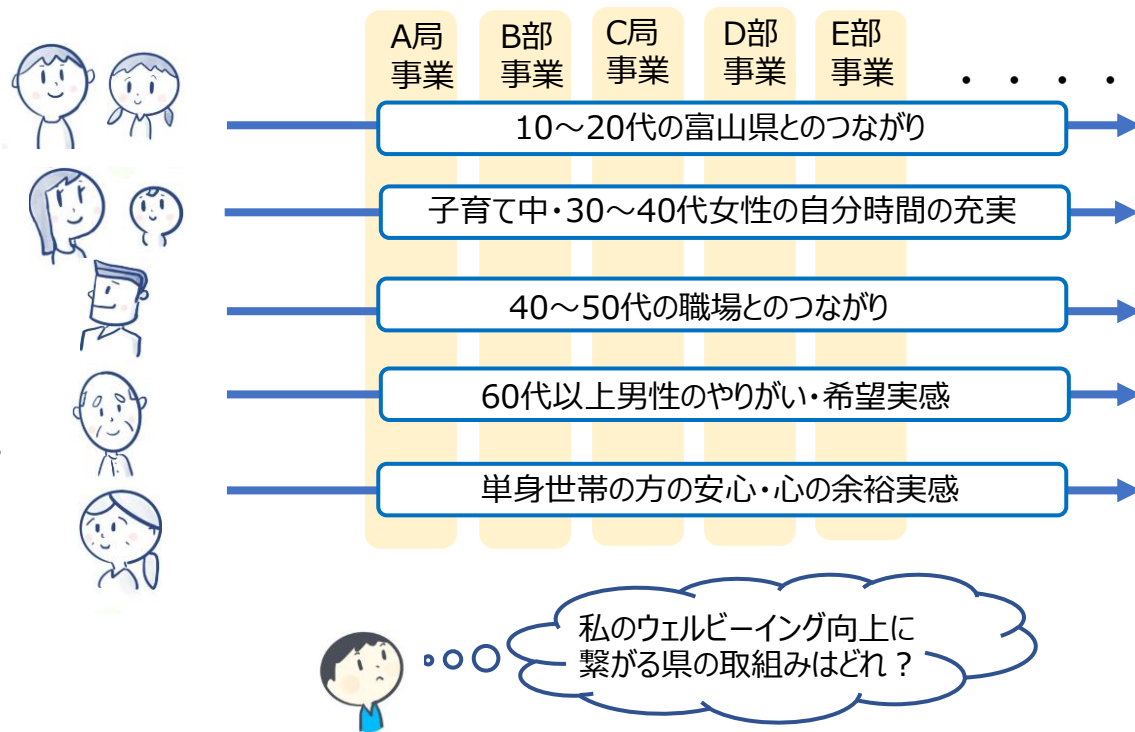 A局
事業
B部
事業
C局
事業
D部
事業
E部
事業
・・・・
10～20代の富山県とのつながり
子育て中・30～40代女性の自分時間の充実
40～50代の職場とのつながり
60代以上男性のやりがい・希望実感
単身世帯の方の安心・心の余裕実感
私のウェルビーイング向上に
繋がる県の取組みはどれ？